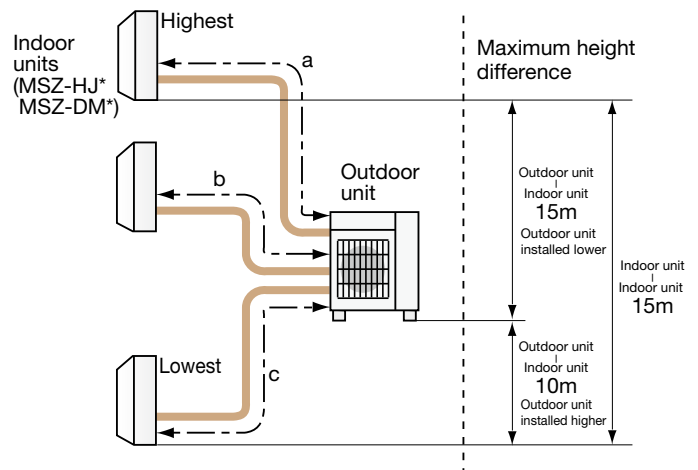 Highest
Indoor
units
(MSZ-HJ*
MSZ-DM*)
a
Maximum height
difference
b
Outdoor
unit
Outdoor unit
Indoor unit
15m
Outdoor unit
installed lower
Indoor unit
Indoor unit
15m
Lowest
c
Outdoor unit
Indoor unit
10m
Outdoor unit
installed higher